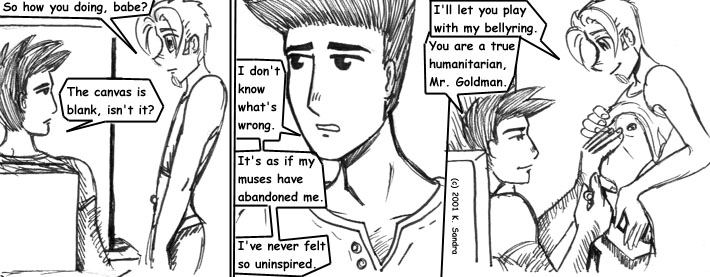 So how you doing, babe?
The canvas is
blank, isn't it?
I don't
know
what's
wrong.
It's as if my
muses have
abandoned me.
I've never felt
so uninspired.
I'll let you play
with my bellyring.
You are a true
humanitarian,
Mr. Goldman.
(c) 2001 K. Sandra